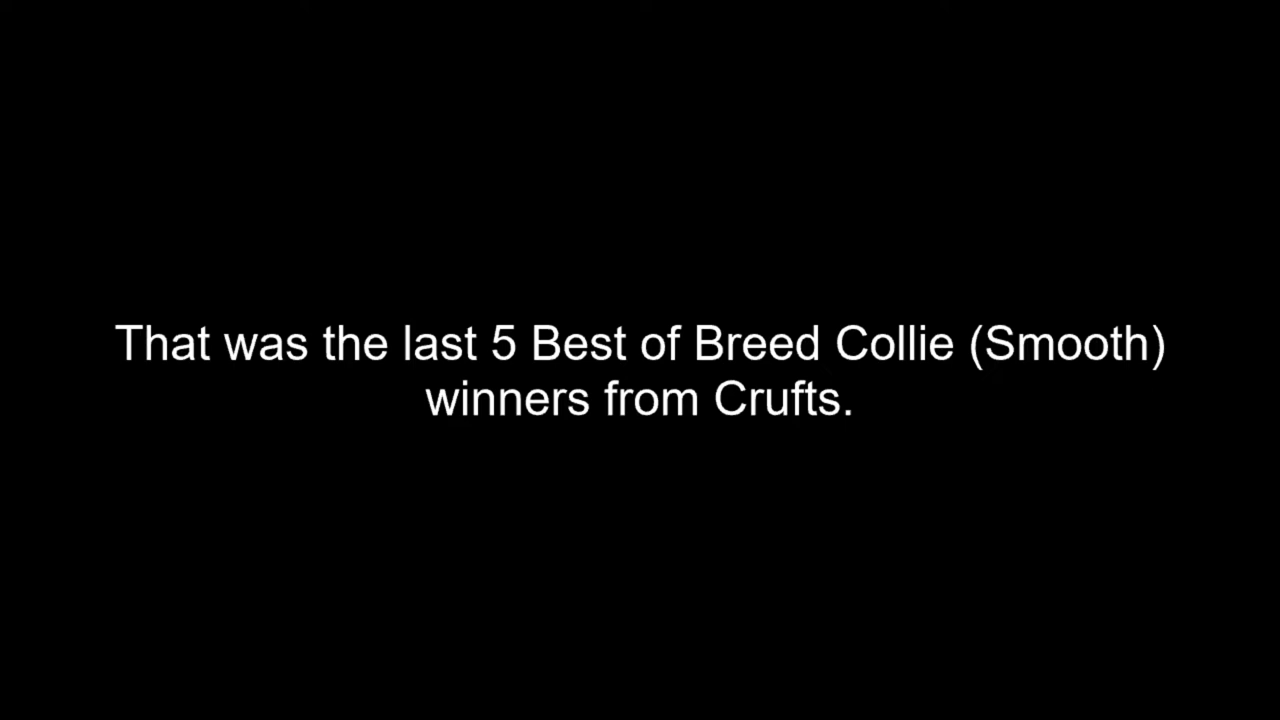 That was the last 5 Best of Breed Collie (Smooth)
winners from Crufts.